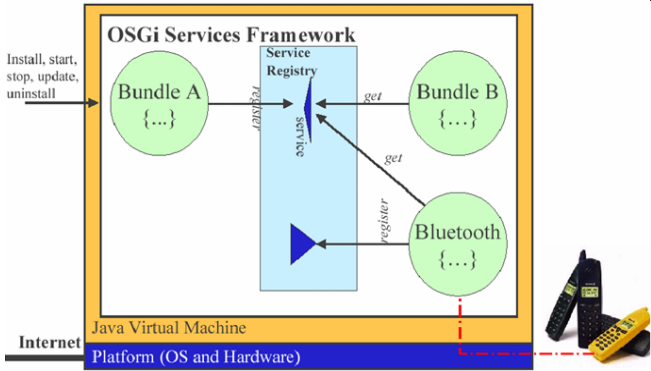 OSGi Services Framework
Install, start,
stop, update,
uninstall
Bundle A
{...}
register
Service
Registry
service
get
Bundle B
{...}
get
register
Bluetooth
{...}
Java Virtual Machine
Internet
Platform (OS and Hardware)